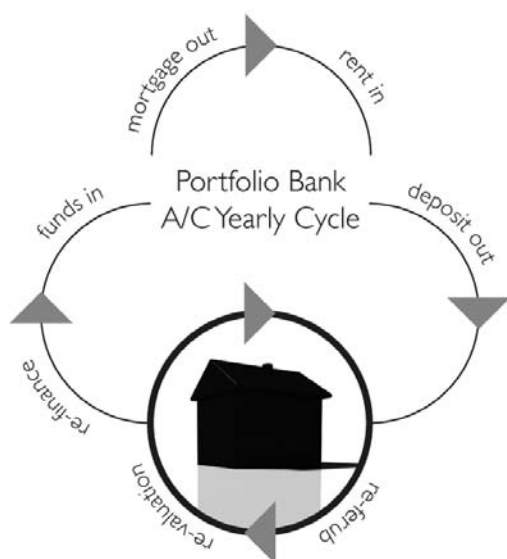 mortgage out
rent in
Portfolio Bank
A/C Yearly Cycle
funds in
deposit out
re-finance
re-valuation
re-ferub